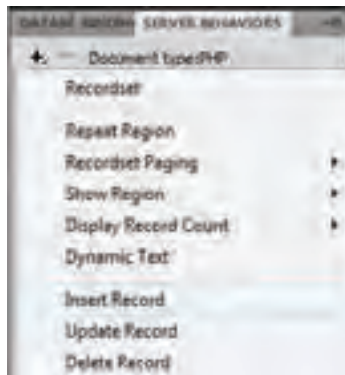 SERVER BEHAVIORS
Document type:PHP
Recordset
Repeat Region
Recordset Paging
Show Region
Display Record Count
Dynamic Text
Insert Record
Update Record
Delete Record